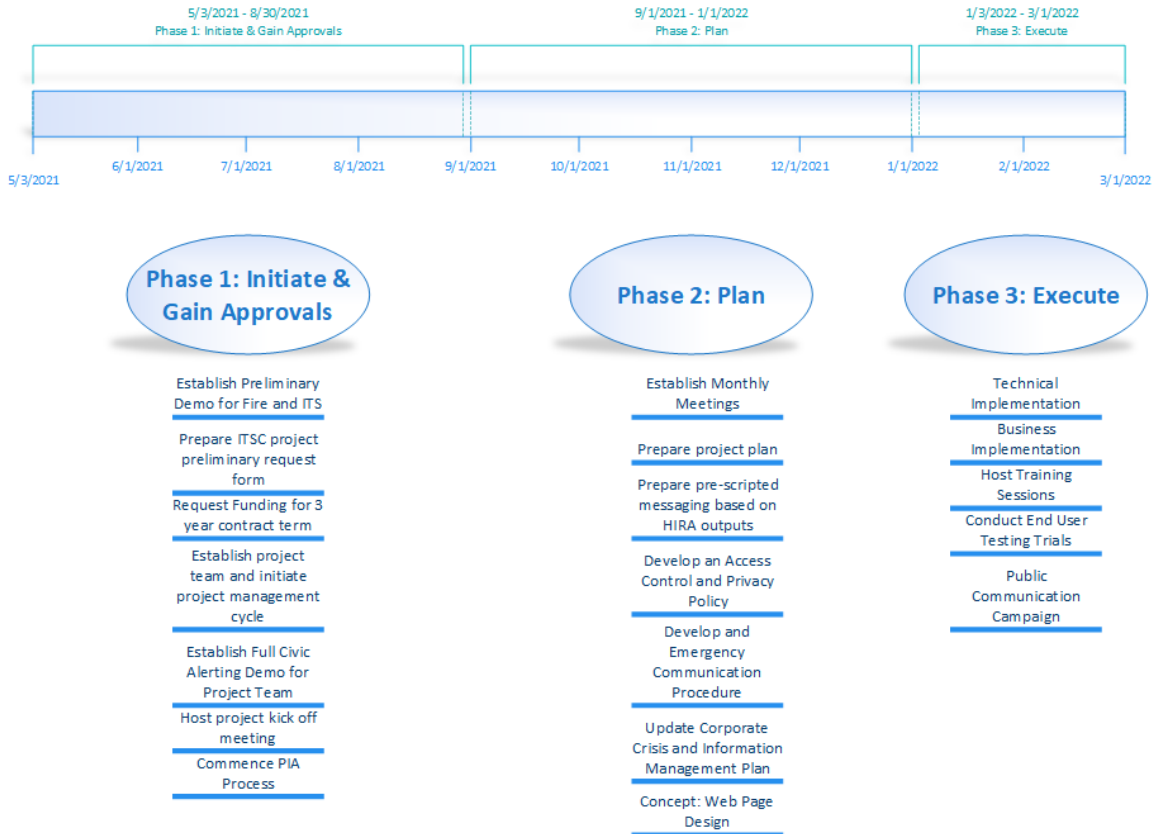 5/3/2021 - 8/30/2021
Phase 1: Initiate & Gain Approvals
9/1/2021 - 1/1/2022
Phase 2: Plan
1/3/2022 - 3/1/2022
Phase 3: Execute
5/3/2021
6/1/2021
7/1/2021
8/1/2021
9/1/2021
10/1/2021
11/1/2021
12/1/2021
1/1/2022
2/1/2022
3/1/2022
Phase 1: Initiate &
Gain Approvals
Establish Preliminary
Demo for Fire and ITS
Prepare ITSC project
preliminary request
form
Request Funding for 3
year contract term
Establish project
team and initiate
project management
cycle
Establish Full Civic
Alerting Demo for
Project Team
Host project kick off
meeting
Commence PIA
Process
Phase 2: Plan
Establish Monthly
Meetings
Prepare project plan
Prepare pre-scripted
messaging based on
HIRA outputs
Develop an Access
Control and Privacy
Policy
Develop and
Emergency
Communication
Procedure
Update Corporate
Crisis and Information
Management Plan
Concept: Web Page
Design
Phase 3: Execute
Technical
Implementation
Business
Implementation
Host Training
Sessions
Conduct End User
Testing Trials
Public
Communication
Campaign